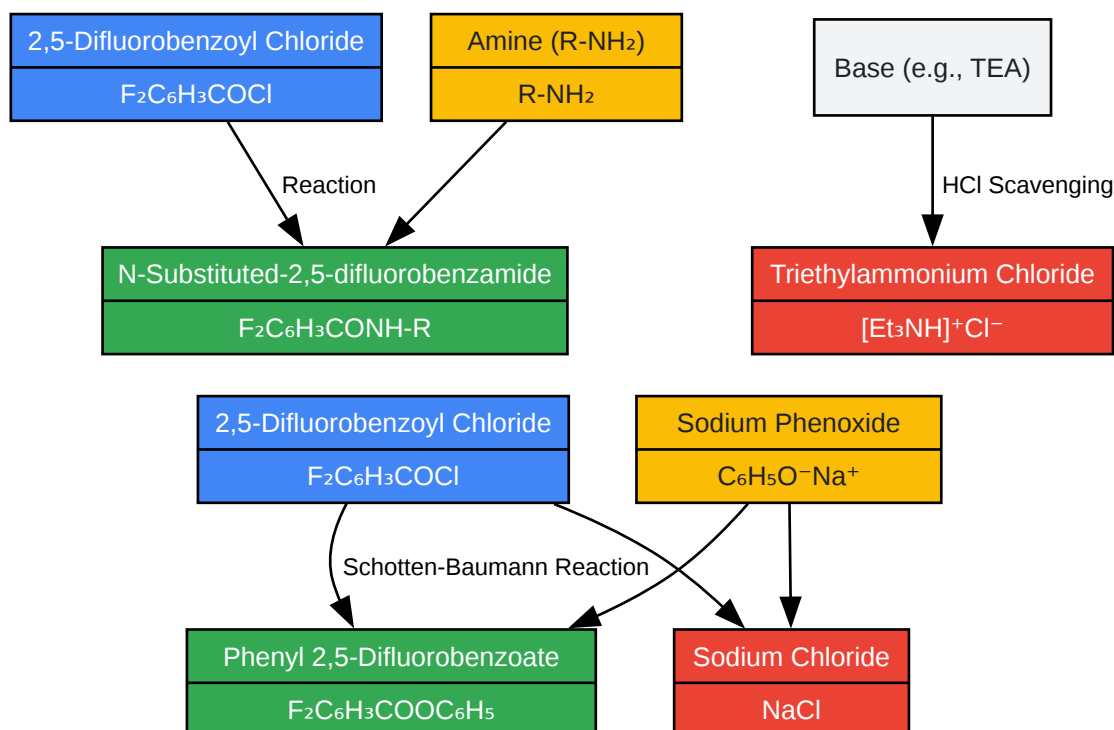 2,5-Difluorobenzoyl Chloride
F₂C₆H₃COCl
Amine (R-NH₂)
R-NH₂
Base (e.g., TEA)
Reaction
HCl Scavenging
N-Substituted-2,5-difluorobenzamide
F₂C₆H₃CONH-R
Triethylammonium Chloride
[Et₃NH]⁺Cl⁻
2,5-Difluorobenzoyl Chloride
F₂C₆H₃COCl
Sodium Phenoxide
C₆H₅O⁻Na⁺
Schotten-Baumann Reaction
Phenyl 2,5-Difluorobenzoate
F₂C₆H₃COOC₆H₅
Sodium Chloride
NaCl